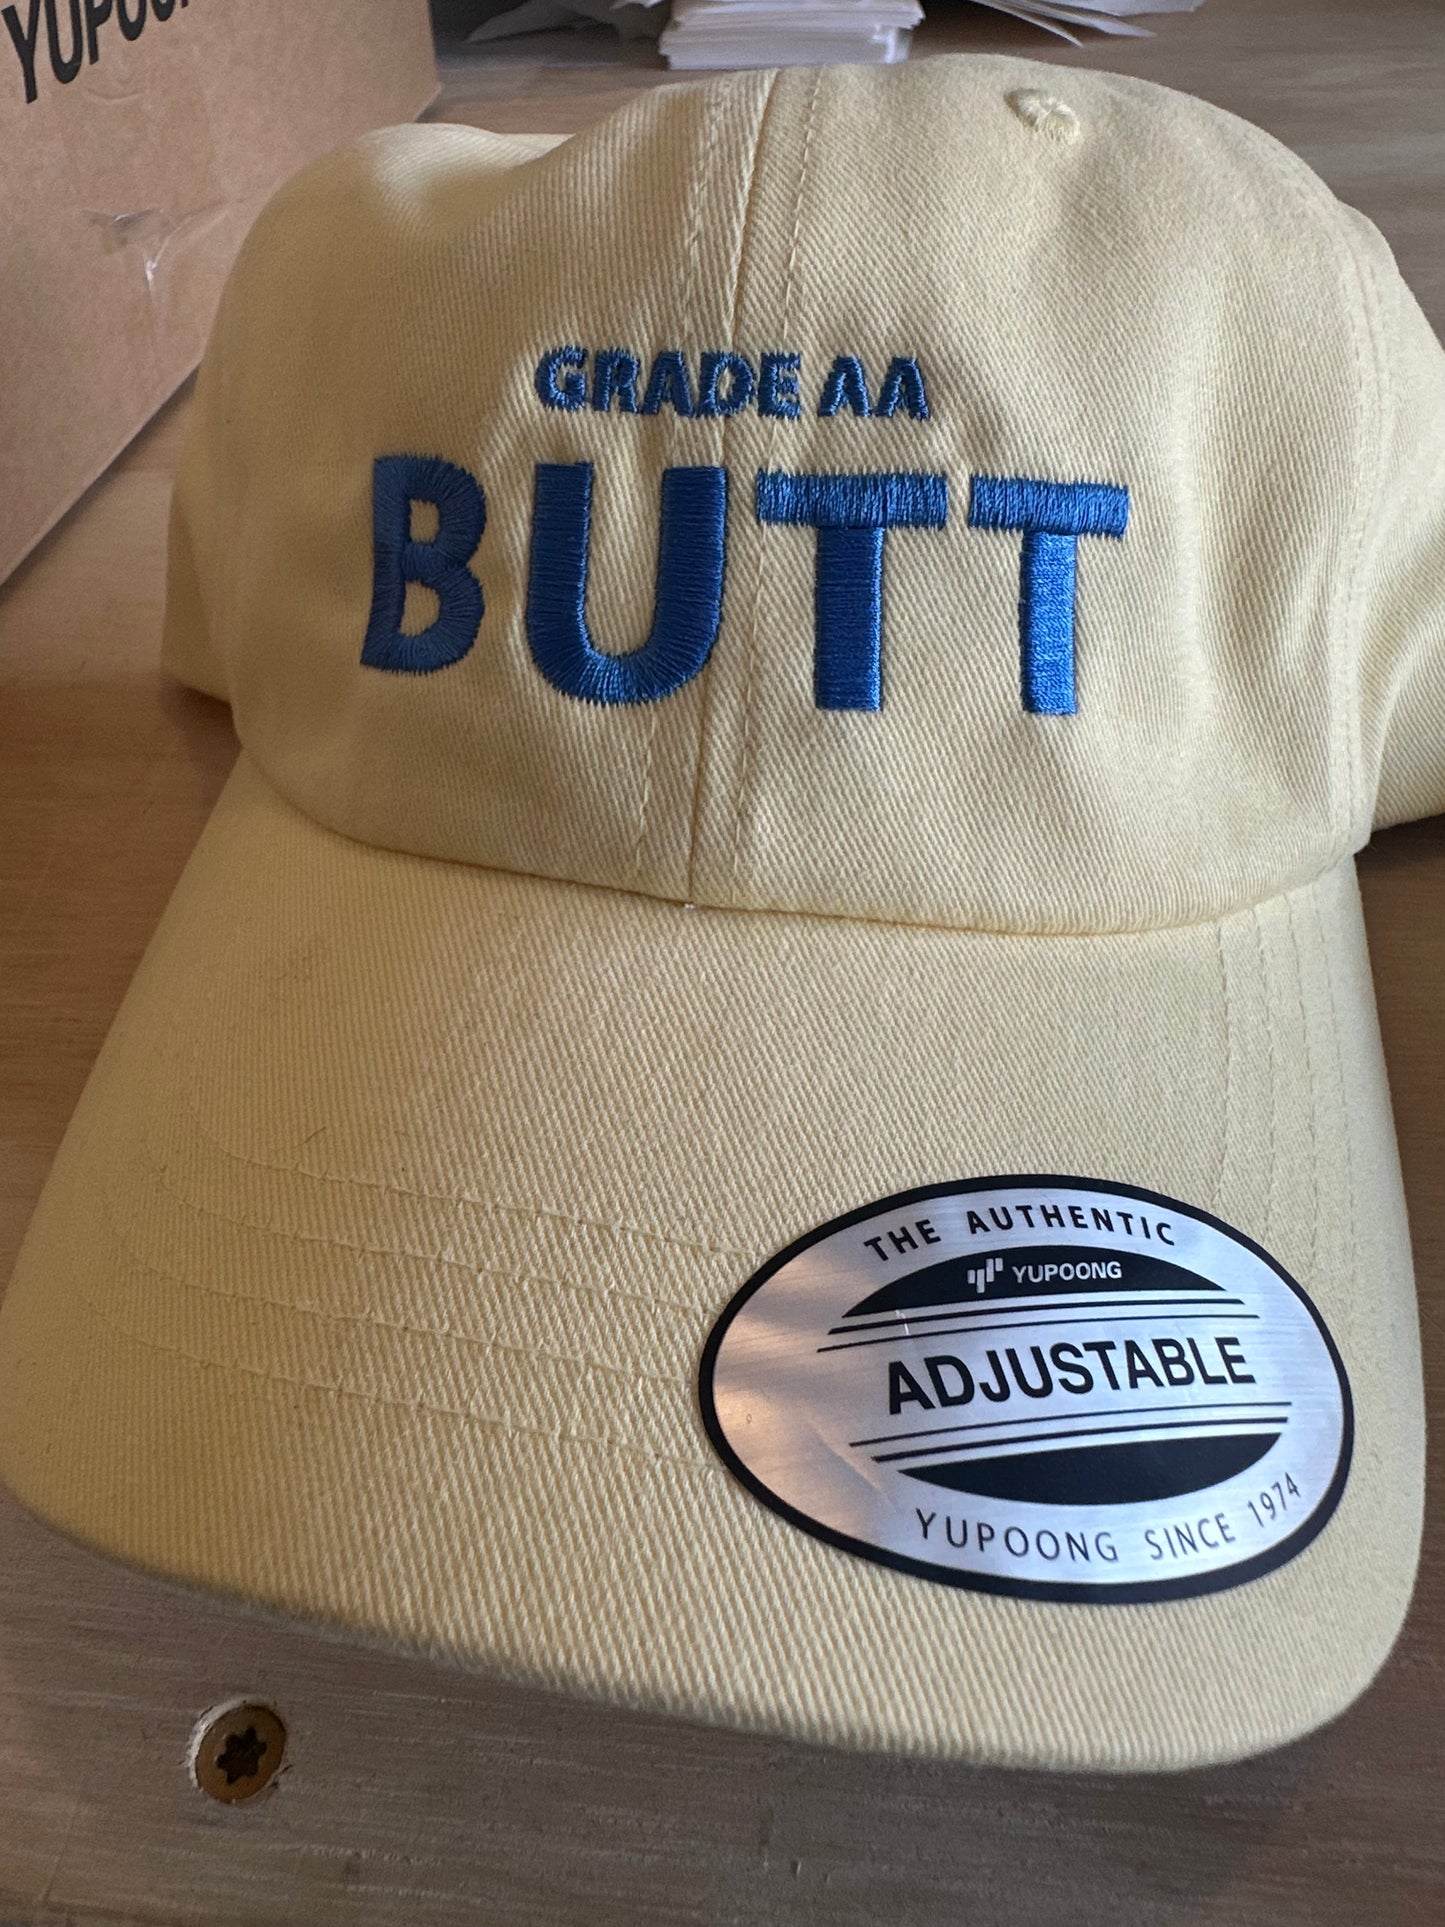 GRADE AA
BUTT
THE AUTHENTIC
YUPOONG
ADJUSTABLE
YUPOONG SINCE 1974